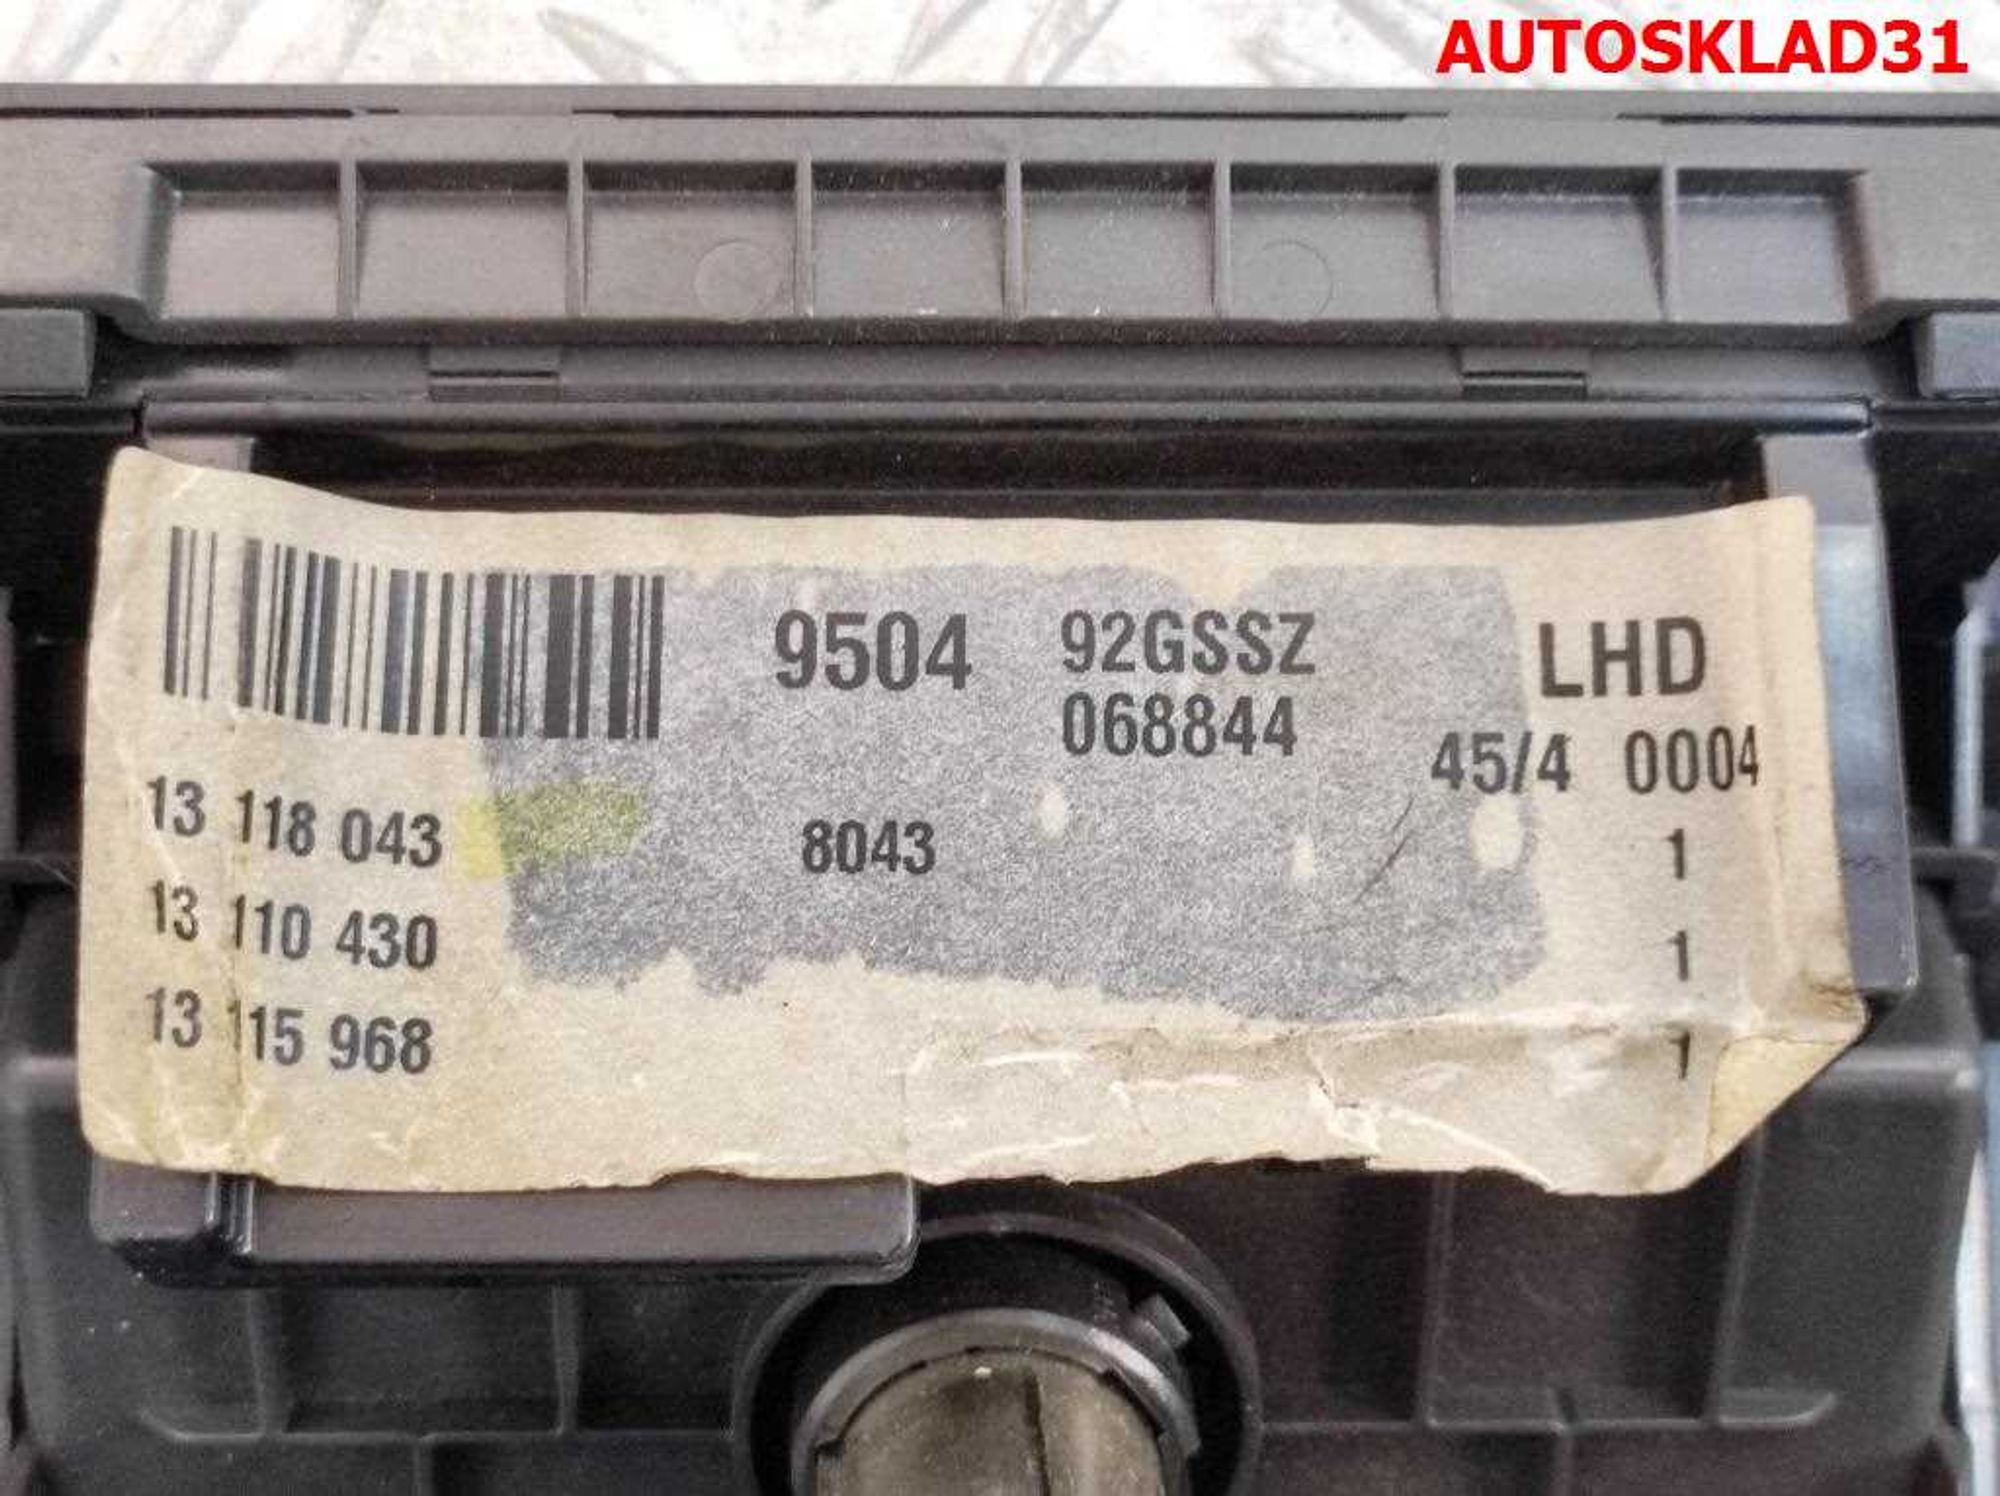 AUTOSKLAD31
9504 92GSSZ LHD
068844 45/4 0004
13 118 043 8043 1
13 110 430 1
13 115 968 1